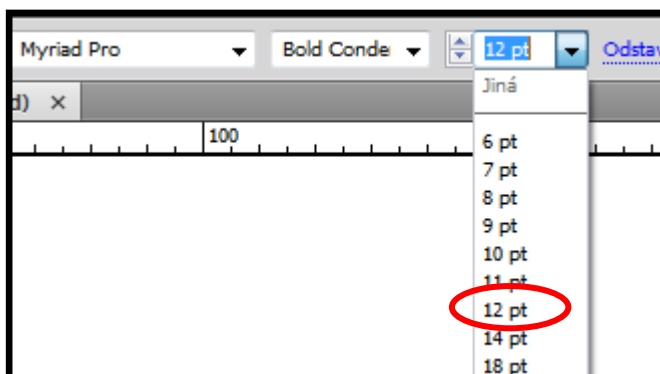 Myriad Pro Bold Conde 12 pt Odstav
d) ×
Jiná
100
6 pt
7 pt
8 pt
9 pt
10 pt
11 pt
12 pt
14 pt
18 pt